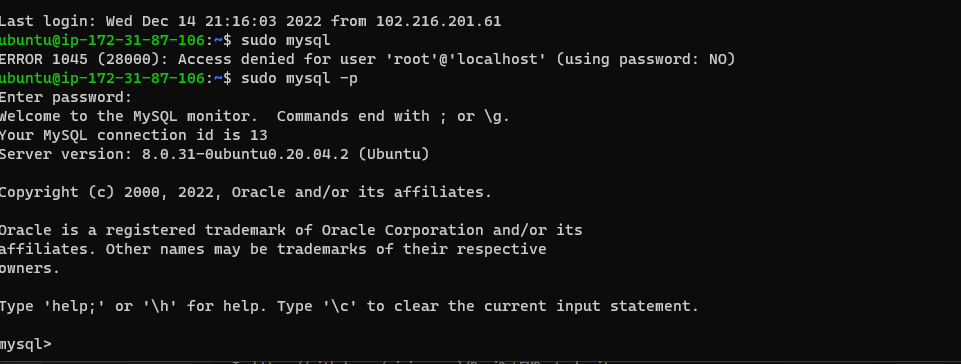 Last login: Wed Dec 14 21:16:03 2022 from 102.216.201.61
ubuntu@ip-172-31-87-106:~$ sudo mysql
ERROR 1045 (28000): Access denied for user 'root'@'localhost' (using password: NO)
ubuntu@ip-172-31-87-106:~$ sudo mysql -p
Enter password:
Welcome to the MySQL monitor.  Commands end with ; or \g.
Your MySQL connection id is 13
Server version: 8.0.31-0ubuntu0.20.04.2 (Ubuntu)
Copyright (c) 2000, 2022, Oracle and/or its affiliates.
Oracle is a registered trademark of Oracle Corporation and/or its
affiliates. Other names may be trademarks of their respective
owners.
Type 'help;' or '\h' for help. Type '\c' to clear the current input statement.
mysql>